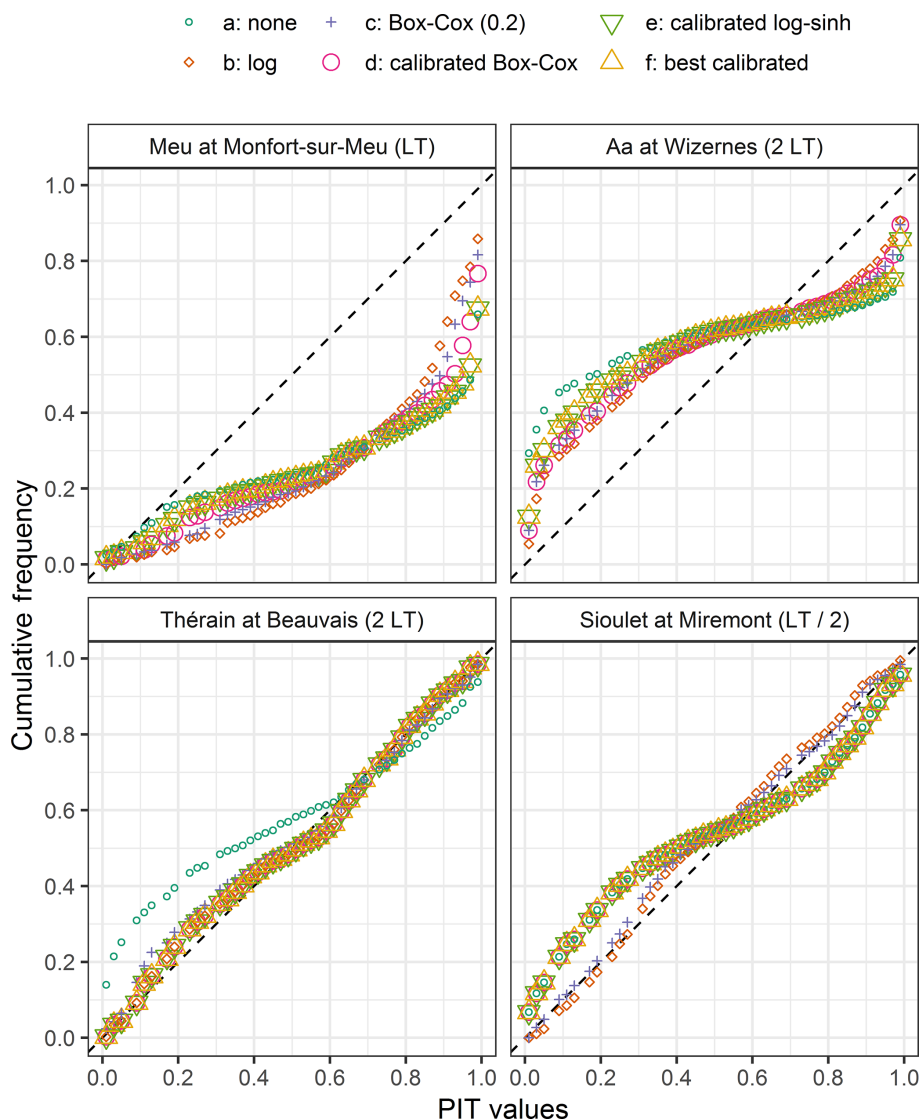 a: none + c: Box-Cox (0.2) e: calibrated log-sinh
b: log d: calibrated Box-Cox f: best calibrated
Meu at Monfort-sur-Meu (LT) Aa at Wizernes (2 LT)
1.0
0.8
0.6
0.4
0.2
0.0
Cumulative frequency
Thérain at Beauvais (2 LT) Sioulet at Miremont (LT / 2)
1.0
0.8
0.6
0.4
0.2
0.0
0.0 0.2 0.4 0.6 0.8 1.0 0.0 0.2 0.4 0.6 0.8 1.0
PIT values